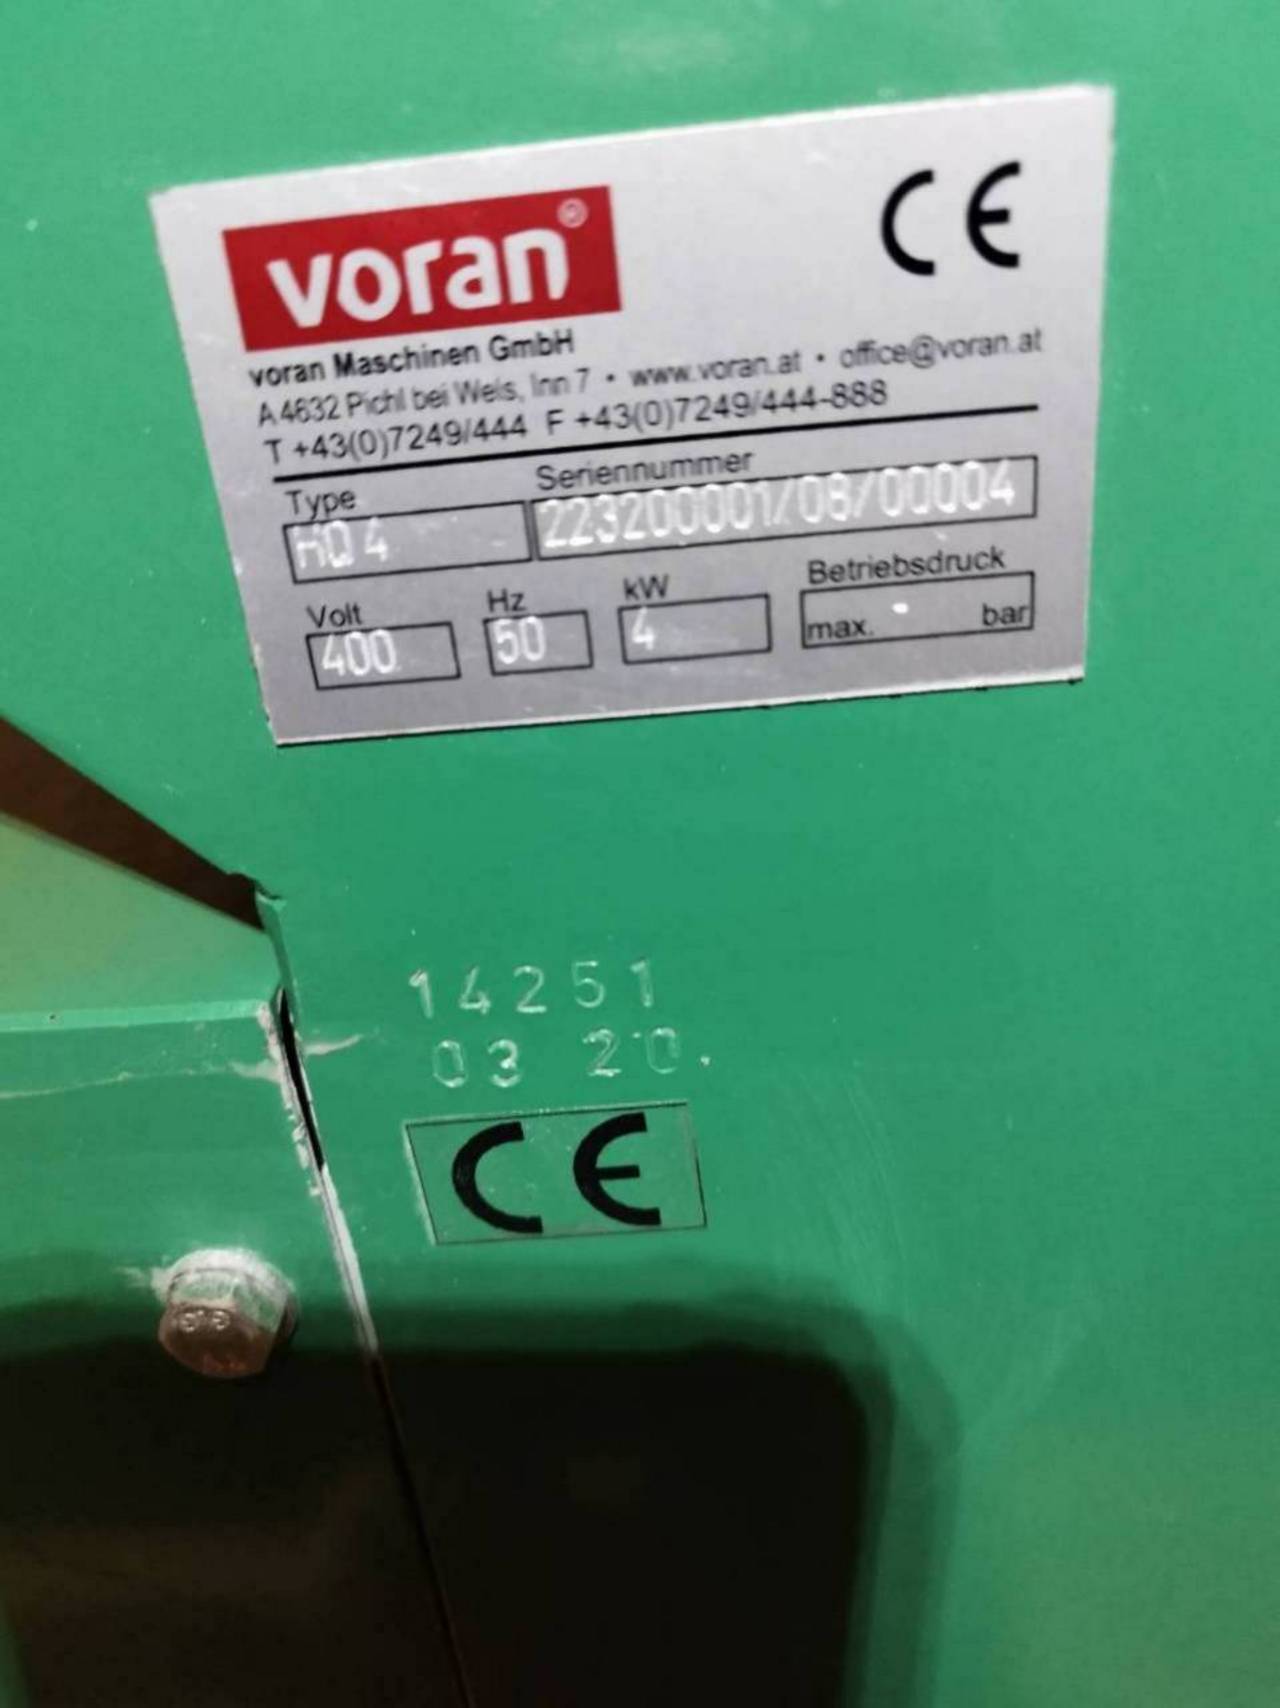 voran®
CE
voran Maschinen GmbH
A 4632 Pichl bei Wels, Inn 7 • www.voran.at • office@voran.at
T +43(0)7249/444 F +43(0)7249/444-888
Type Seriennummer
HQ4 223200001/08/00004
Volt Hz kW Betriebsdruck
400 50 4 max. bar
14251
03 20.
CE